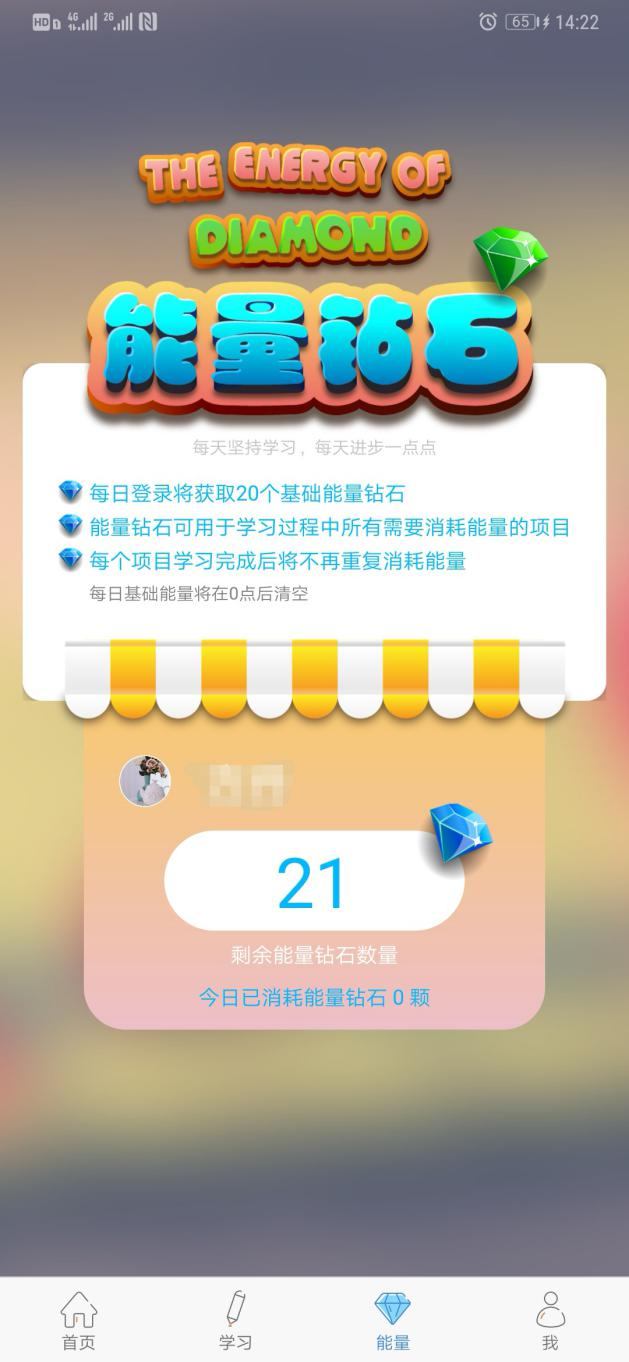 HD 4G 2G 65 14:22
THE ENERGY OF
DIAMOND
能量钻石
每天坚持学习，每天进步一点点
每日登录将获取20个基础能量钻石
能量钻石可用于学习过程中所有需要消耗能量的项目
每个项目学习完成后将不再重复消耗能量
每日基础能量将在0点后清空
21
剩余能量钻石数量
今日已消耗能量钻石 0 颗
首页 学习 能量 我